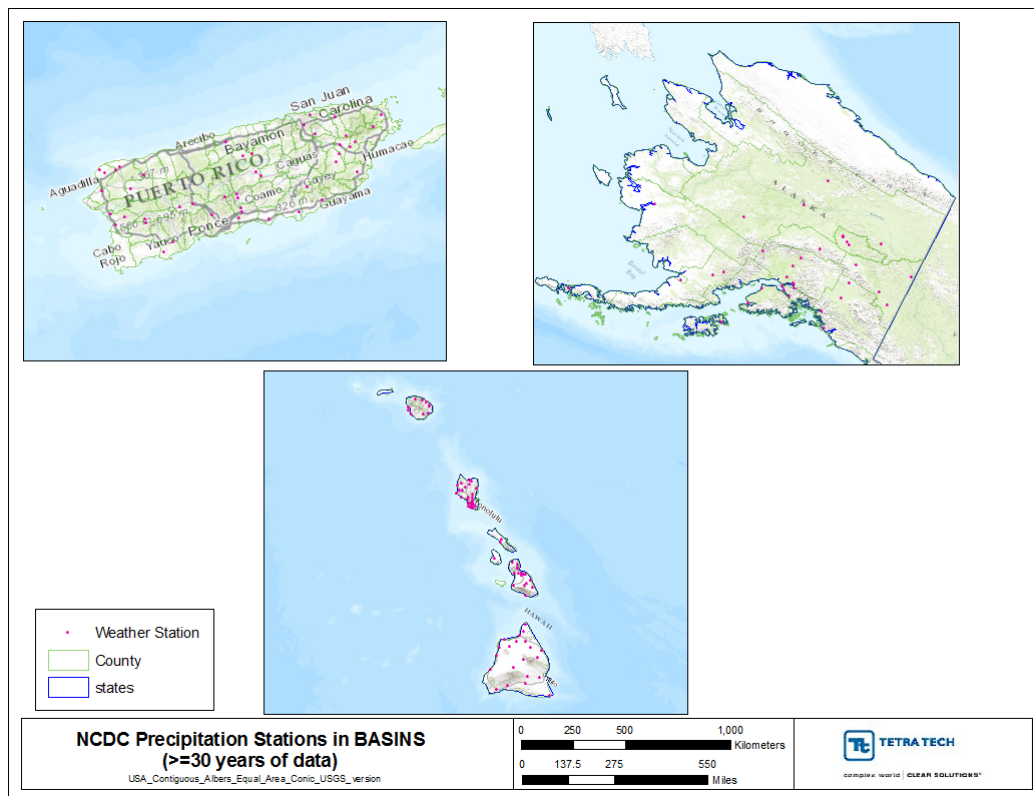 San Juan
Carolina
Arecibo
Bayamon
Caguas
Humacao
Aguadilla
PUERTO RICO
Cayey
Coamo
Guayama
Ponce
Yauco
Cabo
Rojo
ALASKA
Honolulu
HAWAII
Weather Station
County
states
NCDC Precipitation Stations in BASINS
(>=30 years of data)
USA_Contiguous_Albers_Equal_Area_Conic_USGS_version
0 250 500 1,000
Kilometers
0 137.5 275 550
Miles
TETRA TECH
complex world | CLEAR SOLUTIONS™